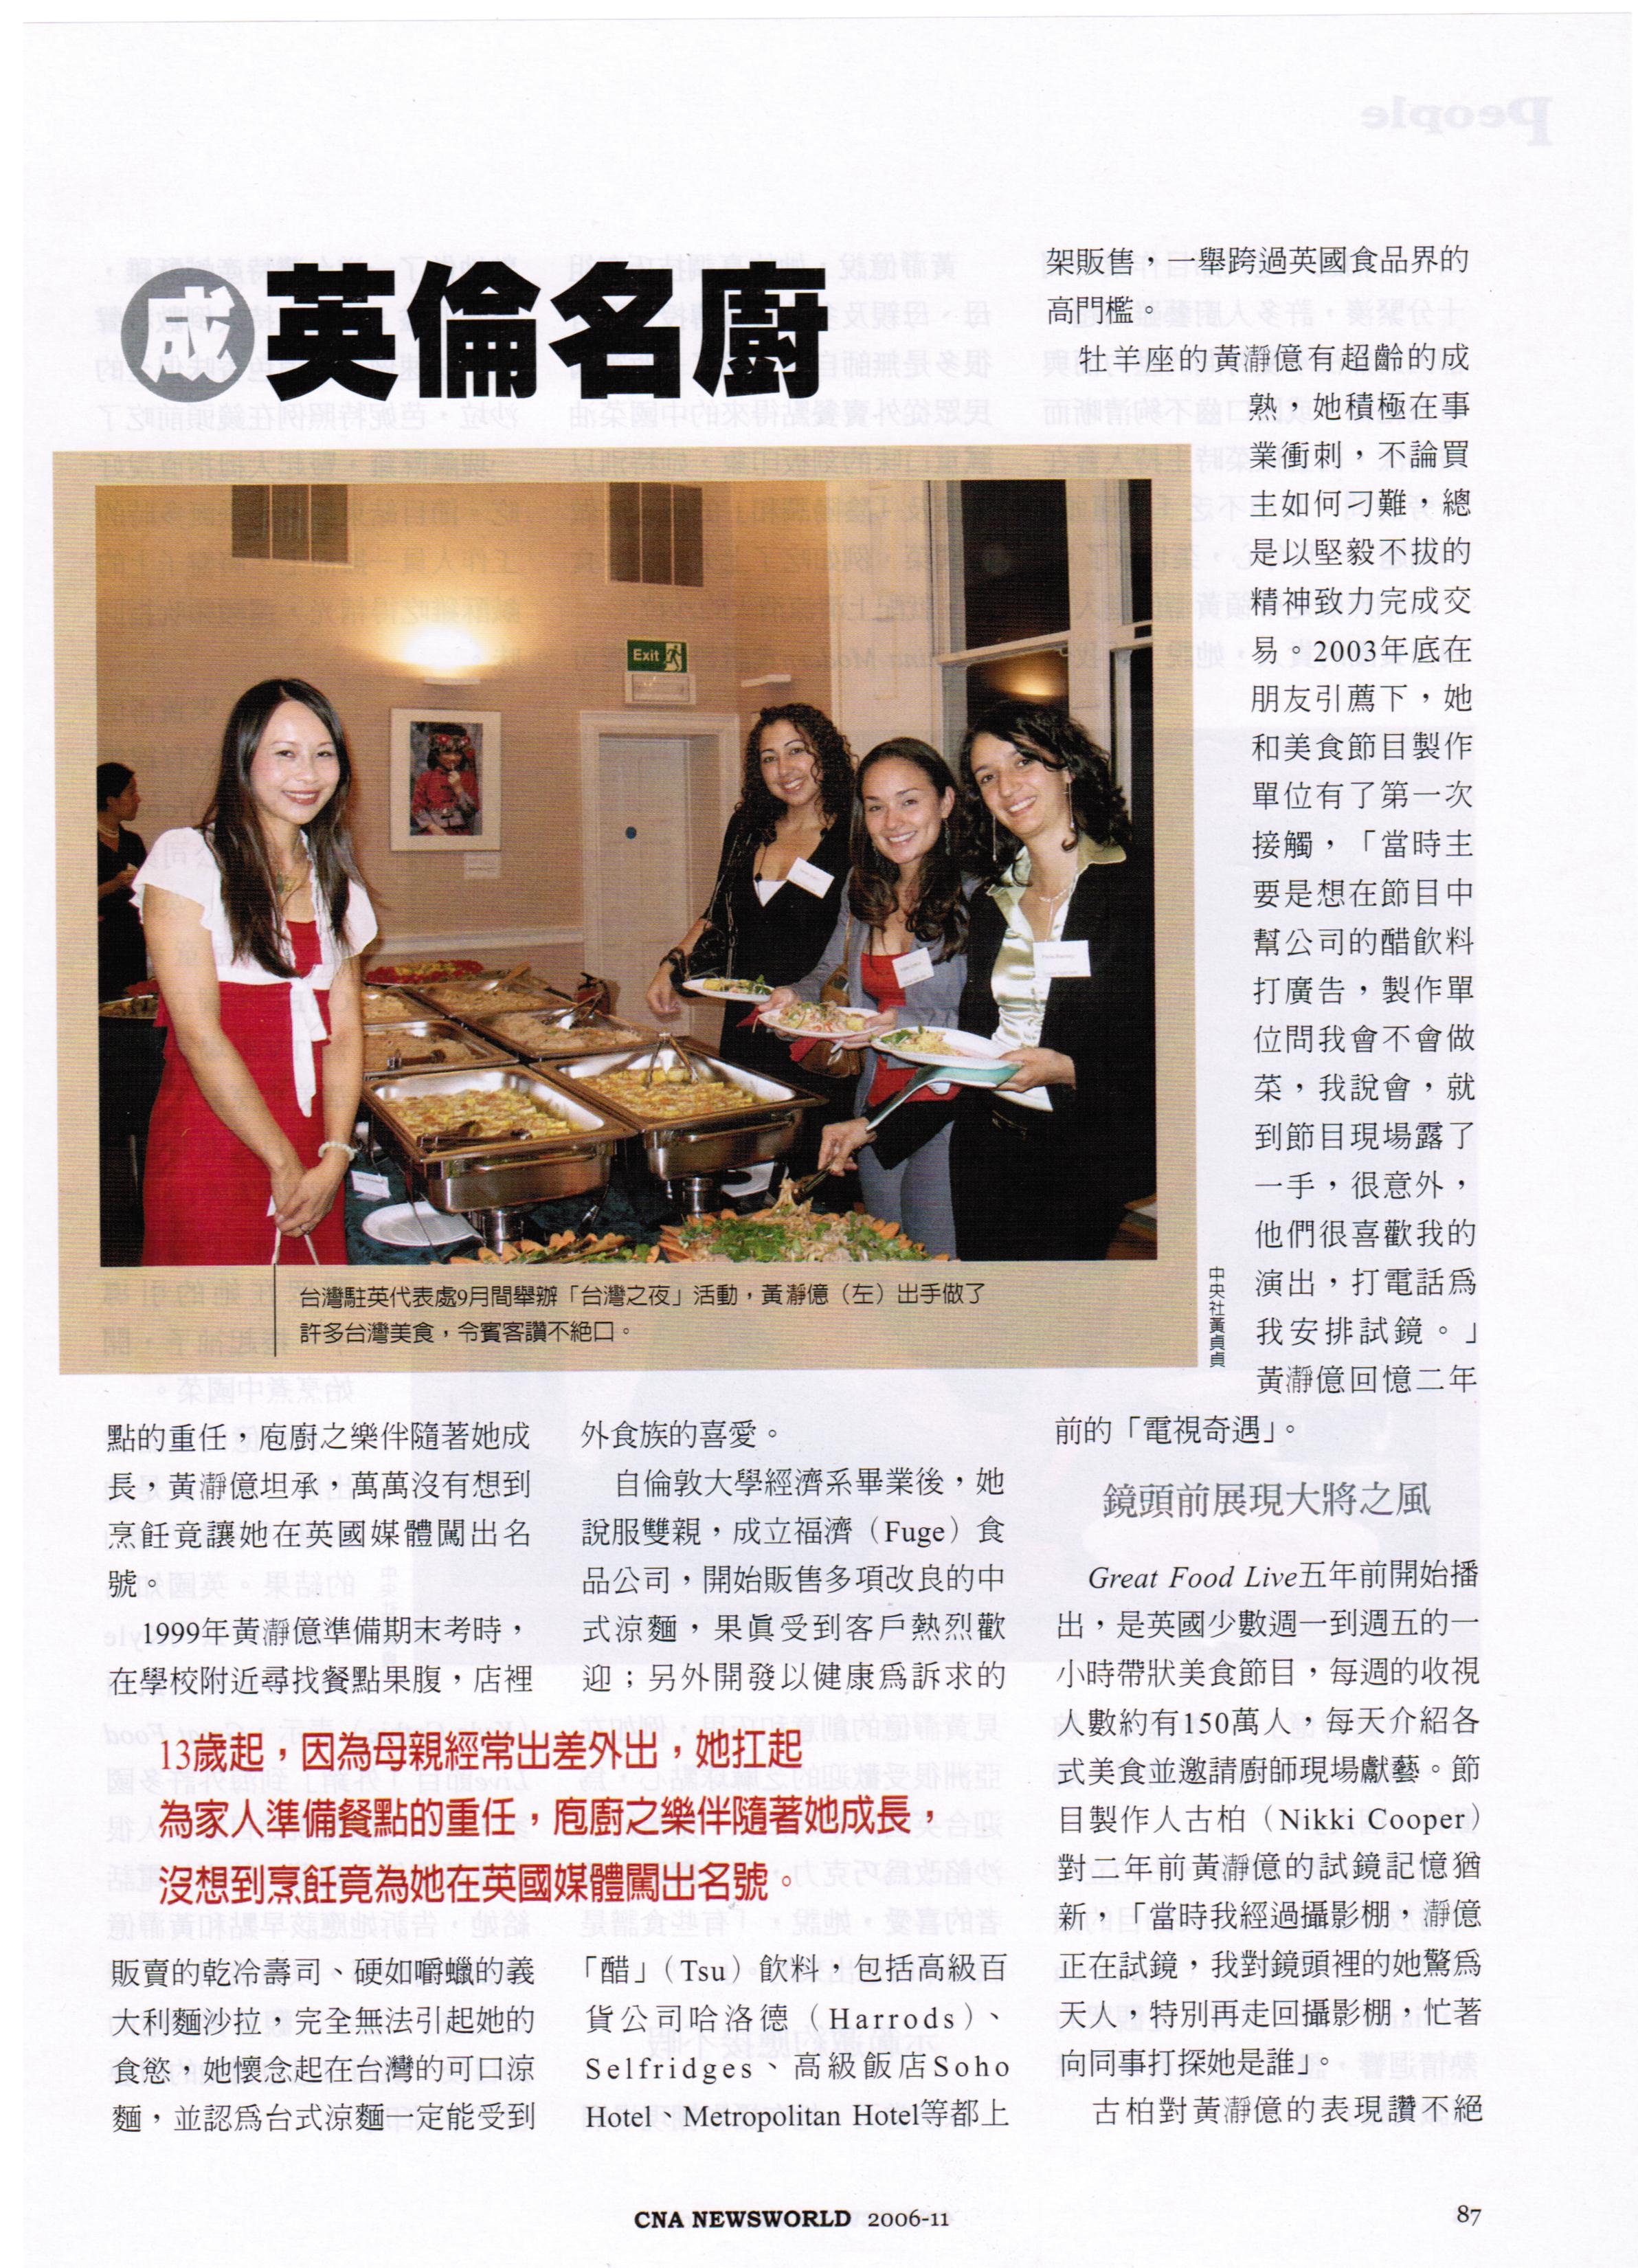 成英倫名廚
Exit
台灣駐英代表處9月間舉辦「台灣之夜」活動，黃瀞億（左）出手做了
許多台灣美食，令賓客讚不絕口。
中央社黃貞貞
點的重任，庖廚之樂伴隨著她成
長，黃瀞億坦承，萬萬沒有想到
烹飪竟讓她在英國媒體闖出名
號。
1999年黃瀞億準備期末考時，
在學校附近尋找餐點果腹，店裡
13歲起，因為母親經常出差外出，她扛起
為家人準備餐點的重任，庖廚之樂伴隨著她成長，
沒想到烹飪竟為她在英國媒體闖出名號。
販賣的乾冷壽司、硬如嚼蠟的義
大利麵沙拉，完全無法引起她的
食慾，她懷念起在台灣的可口涼
麵，並認爲台式涼麵一定能受到
外食族的喜愛。
自倫敦大學經濟系畢業後，她
說服雙親，成立福濟（Fuge）食
品公司，開始販售多項改良的中
式涼麵，果眞受到客戶熱烈歡
迎；另外開發以健康爲訴求的
「醋」（Tsu）飲料，包括高級百
貨公司哈洛德（Harrods）、
Selfridges、高級飯店Soho
Hotel、Metropolitan Hotel等都上
架販售，一舉跨過英國食品界的
高門檻。
牡羊座的黃瀞億有超齡的成
熟，她積極在事
業衝刺，不論買
主如何刁難，總
是以堅毅不拔的
精神致力完成交
易。2003年底在
朋友引薦下，她
和美食節目製作
單位有了第一次
接觸，「當時主
要是想在節目中
幫公司的醋飲料
打廣告，製作單
位問我會不會做
菜，我說會，就
到節目現場露了
一手，很意外，
他們很喜歡我的
演出，打電話爲
我安排試鏡。」
黃瀞億回憶二年
前的「電視奇遇」。
鏡頭前展現大將之風
Great Food Live五年前開始播
出，是英國少數週一到週五的一
小時帶狀美食節目，每週的收視
人數約有150萬人，每天介紹各
式美食並邀請廚師現場獻藝。節
目製作人古柏（Nikki Cooper）
對二年前黃瀞億的試鏡記憶猶
新，「當時我經過攝影棚，瀞億
正在試鏡，我對鏡頭裡的她驚爲
天人，特別再走回攝影棚，忙著
向同事打探她是誰」。
古柏對黃瀞億的表現讚不絕
CNA NEWSWORLD 2006-11
87